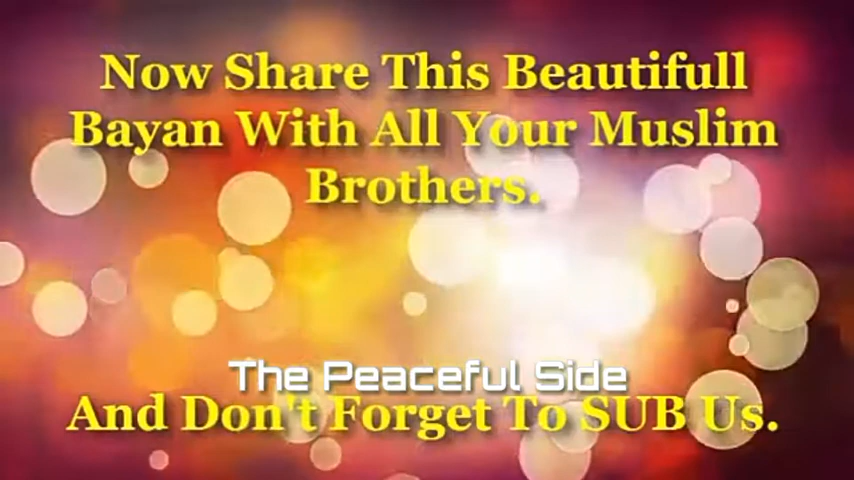 Now Share This Beautifull
Bayan With All Your Muslim
Brothers.
The Peaceful Side
And Don't Forget To SUB Us.